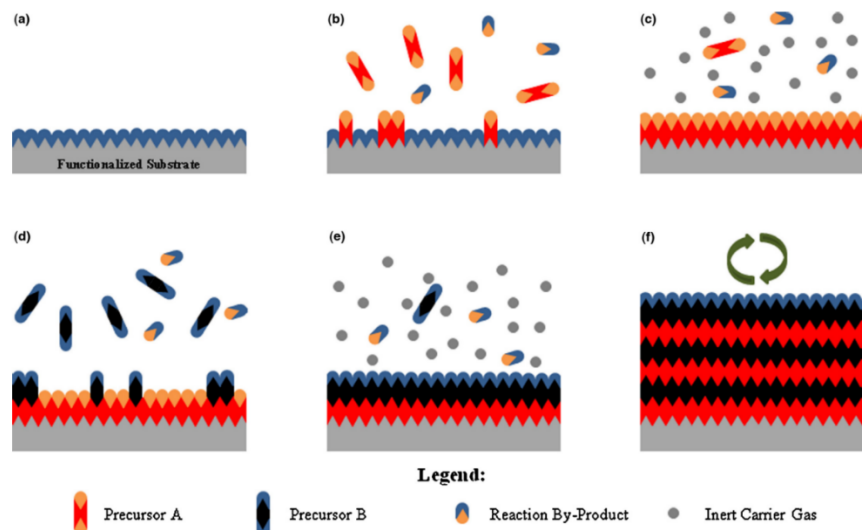 (a)
(b)
(c)
Functionalized Substrate
(d)
(e)
(f)
Legend:
Precursor A
Precursor B
Reaction By-Product
Inert Carrier Gas